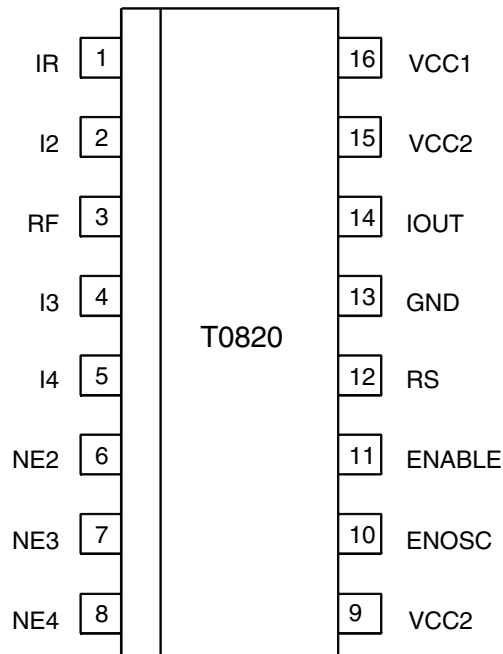 IR 1 16 VCC1
I2 2 15 VCC2
RF 3 14 IOUT
I3 4 13 GND
T0820
I4 5 12 RS
NE2 6 11 ENABLE
NE3 7 10 ENOSC
NE4 8 9 VCC2